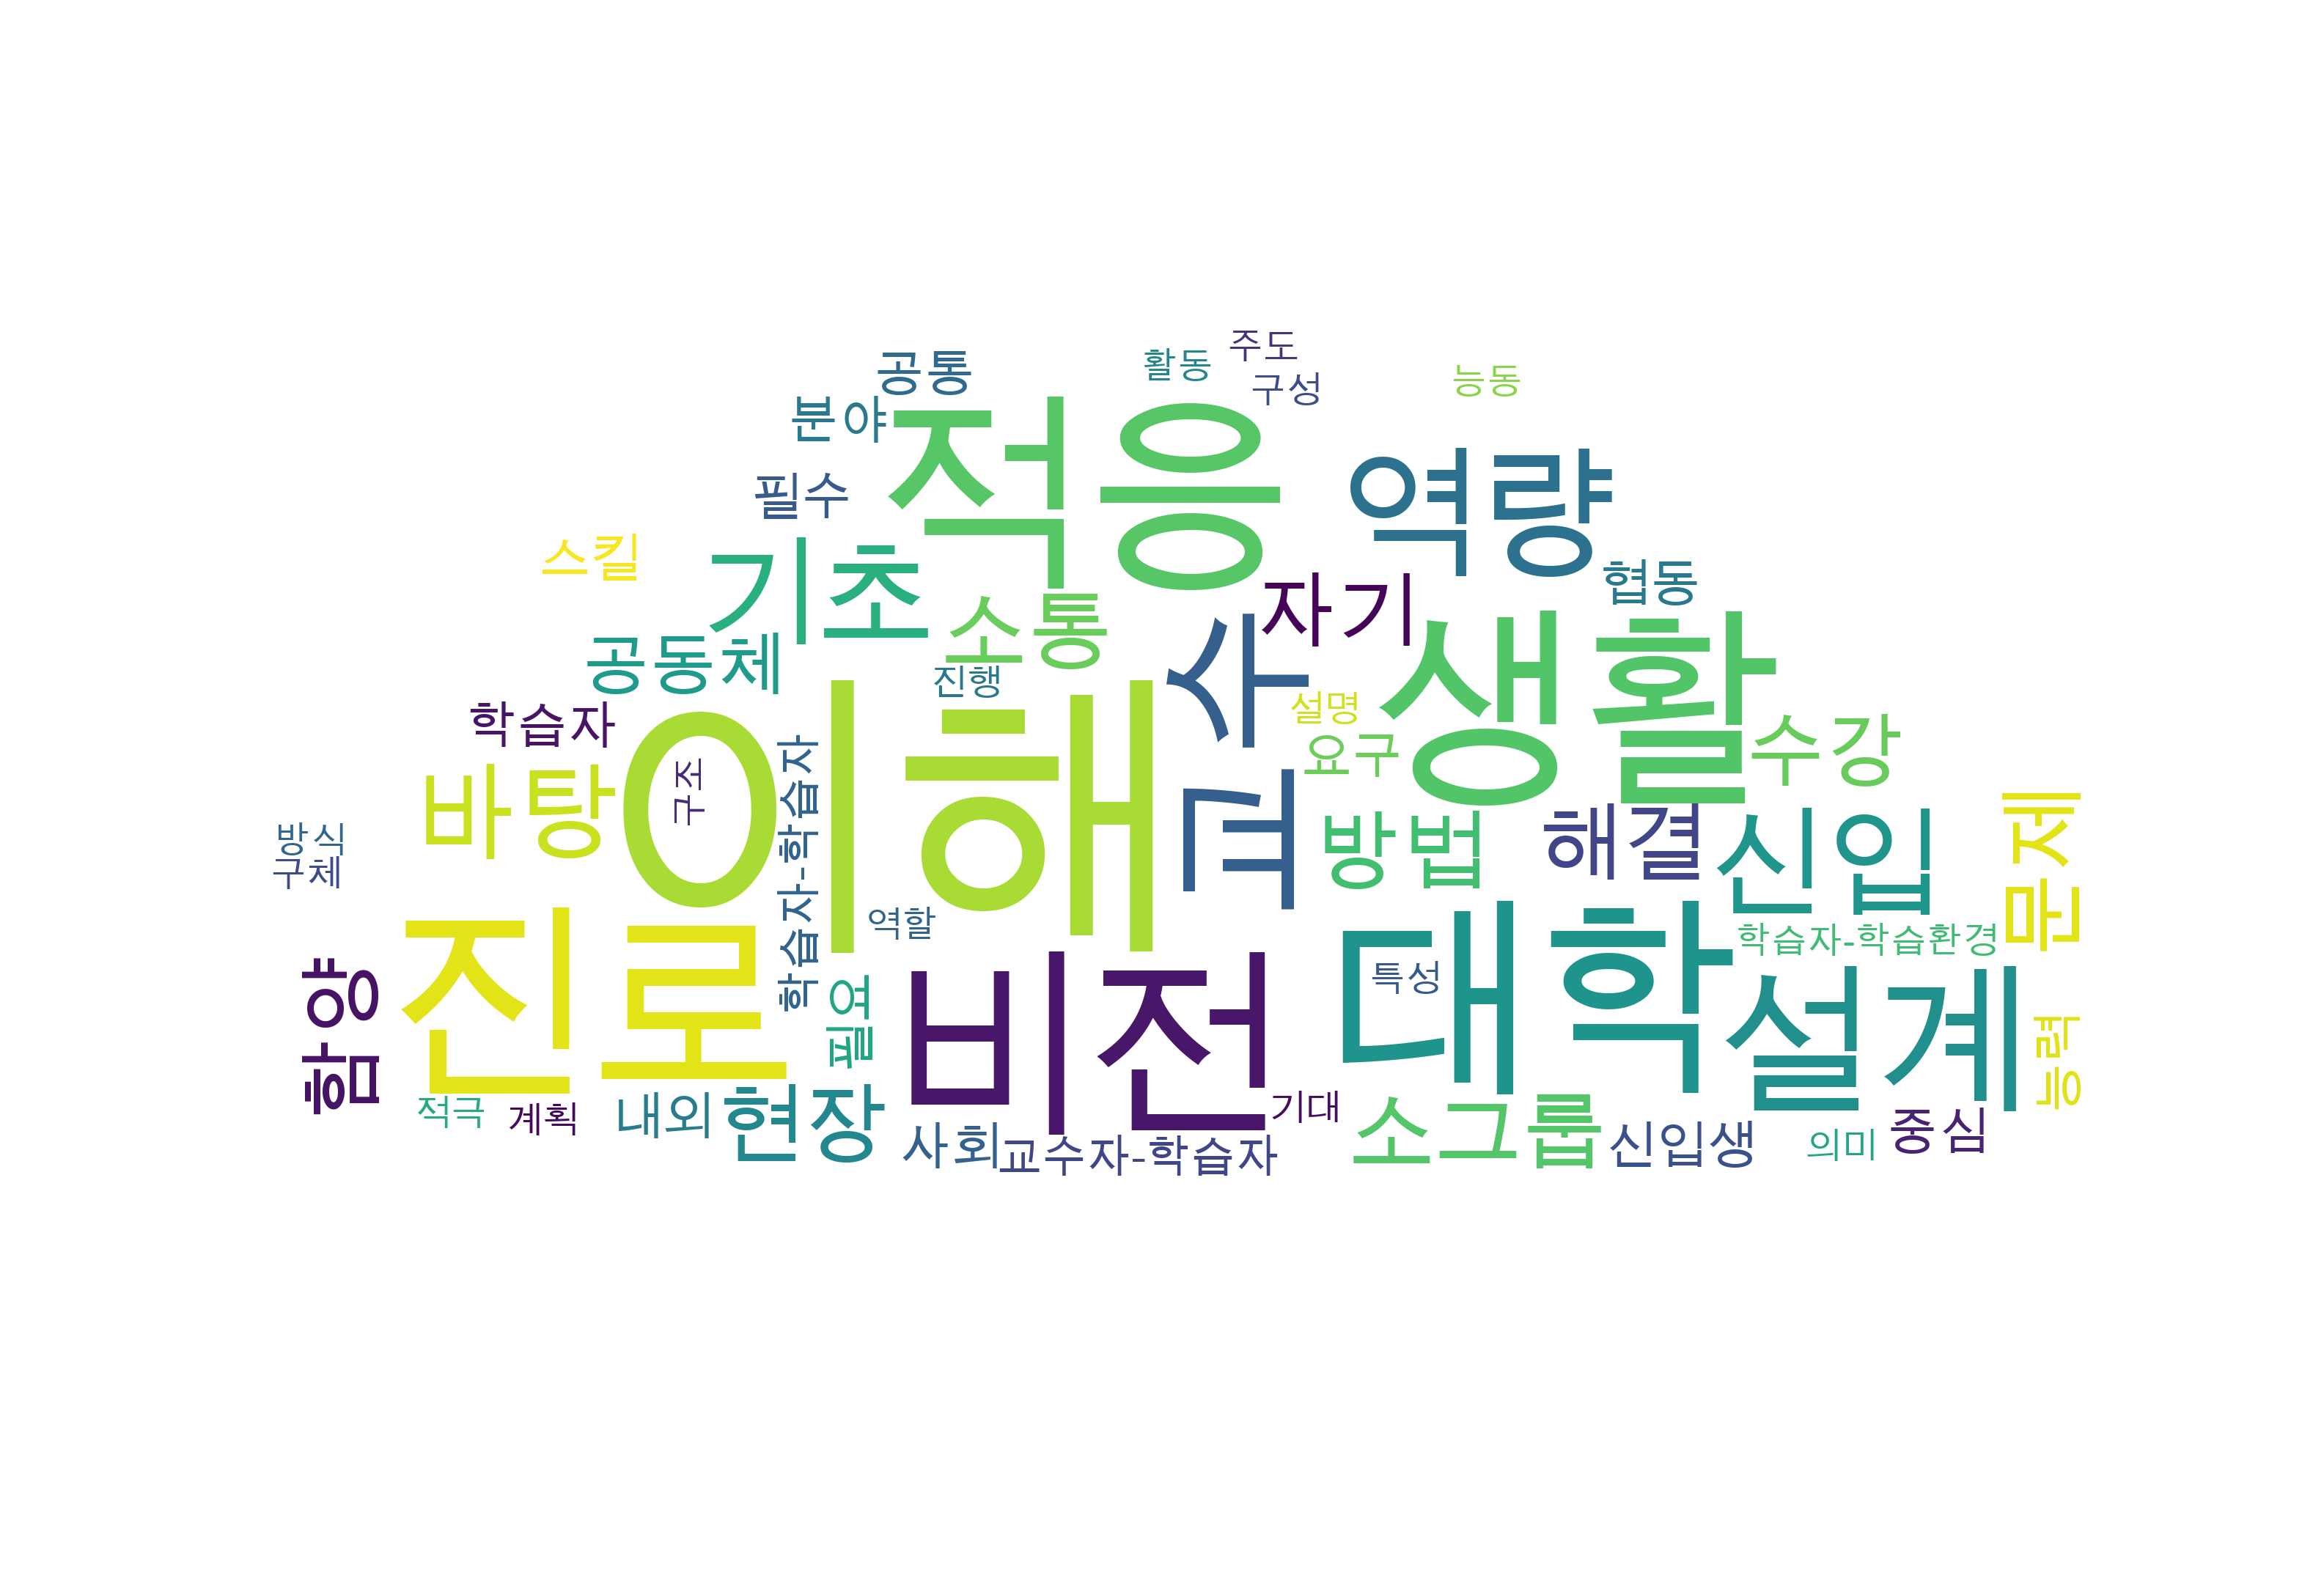 주도
공통
활동
구성
능동
분야
적응
역량
필수
스킬
기초
협동
소통
자기
공동체
생활
진행
사고
설명
학습자
이해
요구
수강
구조
바탕
학습자-학습자
방법
해결
신입
문제
방식
구체
역할
진로
대학
학습자-학습환경
특성
함양
필요
비전
설계
능력
적극
계획
내외
현장
기대
소그룹
사회
교수자-학습자
신입생
의미
중심